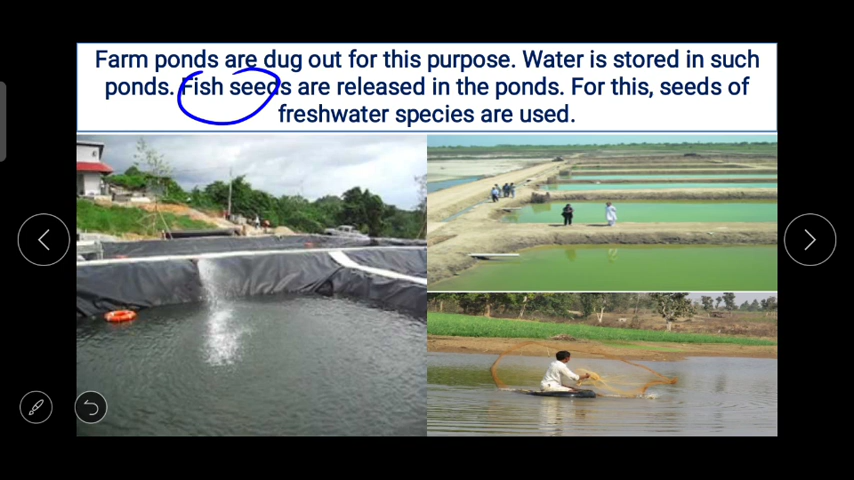 Farm ponds are dug out for this purpose. Water is stored in such
ponds. Fish seeds are released in the ponds. For this, seeds of
freshwater species are used.